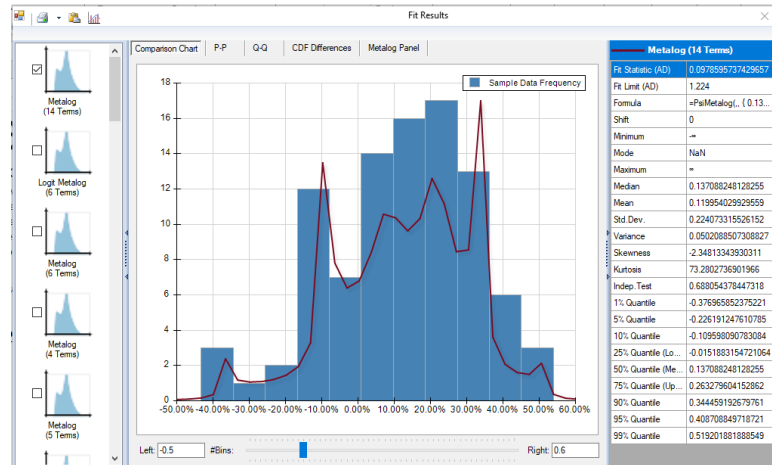 Fit Results
Comparison Chart P-P Q-Q CDF Differences Metalog Panel
Metalog
(14 Terms)
Logit Metalog
(6 Terms)
Metalog
(6 Terms)
Metalog
(4 Terms)
Metalog
(5 Terms)
Sample Data Frequency
18
16
14
12
10
8
6
4
2
0
-50.00% -40.00% -30.00% -20.00% -10.00% 0.00% 10.00% 20.00% 30.00% 40.00% 50.00% 60.00%
Left: -0.5 #Bins: Right: 0.6
Metalog (14 Terms)
Fit Statistic (AD) 0.0978595737429657
Fit Limit (AD) 1.224
Formula =PsiMetalog(,, { 0.13...
Shift 0
Minimum -∞
Mode NaN
Maximum ∞
Median 0.137088248128255
Mean 0.119954029929559
Std.Dev. 0.224073315526152
Variance 0.0502088507308827
Skewness -2.34813343930311
Kurtosis 73.2802736901966
Indep.Test 0.688054378447318
1% Quantile -0.376965852375221
5% Quantile -0.226191247610785
10% Quantile -0.109598090783084
25% Quantile (Lo... -0.0151883154721064
50% Quantile (Me... 0.137088248128255
75% Quantile (Up... 0.263279604152862
90% Quantile 0.344459192679761
95% Quantile 0.408708849718721
99% Quantile 0.519201881888549